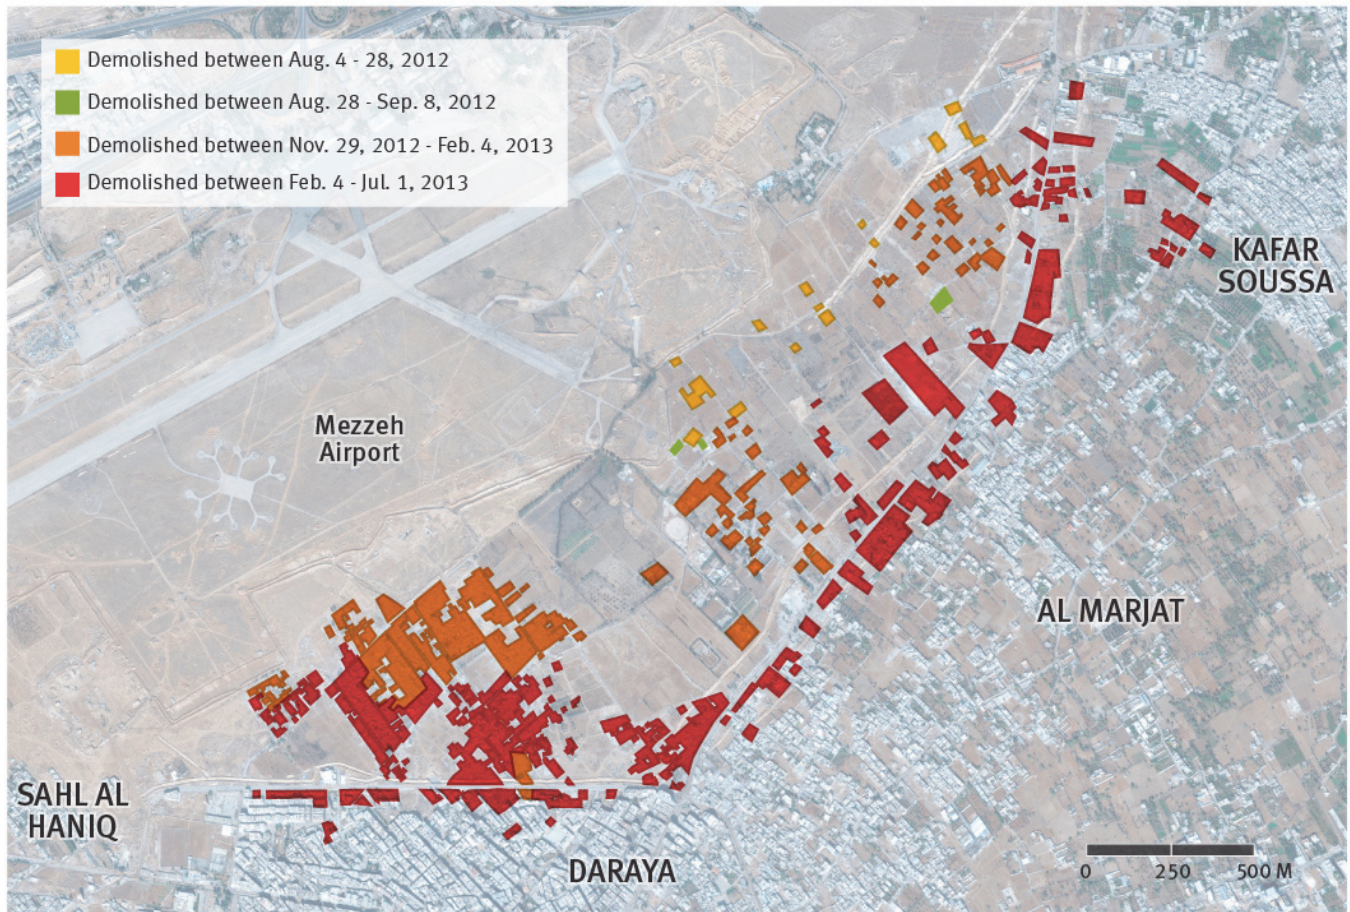 Demolished between Aug. 4 - 28, 2012
Demolished between Aug. 28 - Sep. 8, 2012
Demolished between Nov. 29, 2012 - Feb. 4, 2013
Demolished between Feb. 4 - Jul. 1, 2013
KAFAR
SOUSSA
Mezzeh
Airport
AL MARJAT
SAHL AL
HANIQ
DARAYA
0 250 500 M